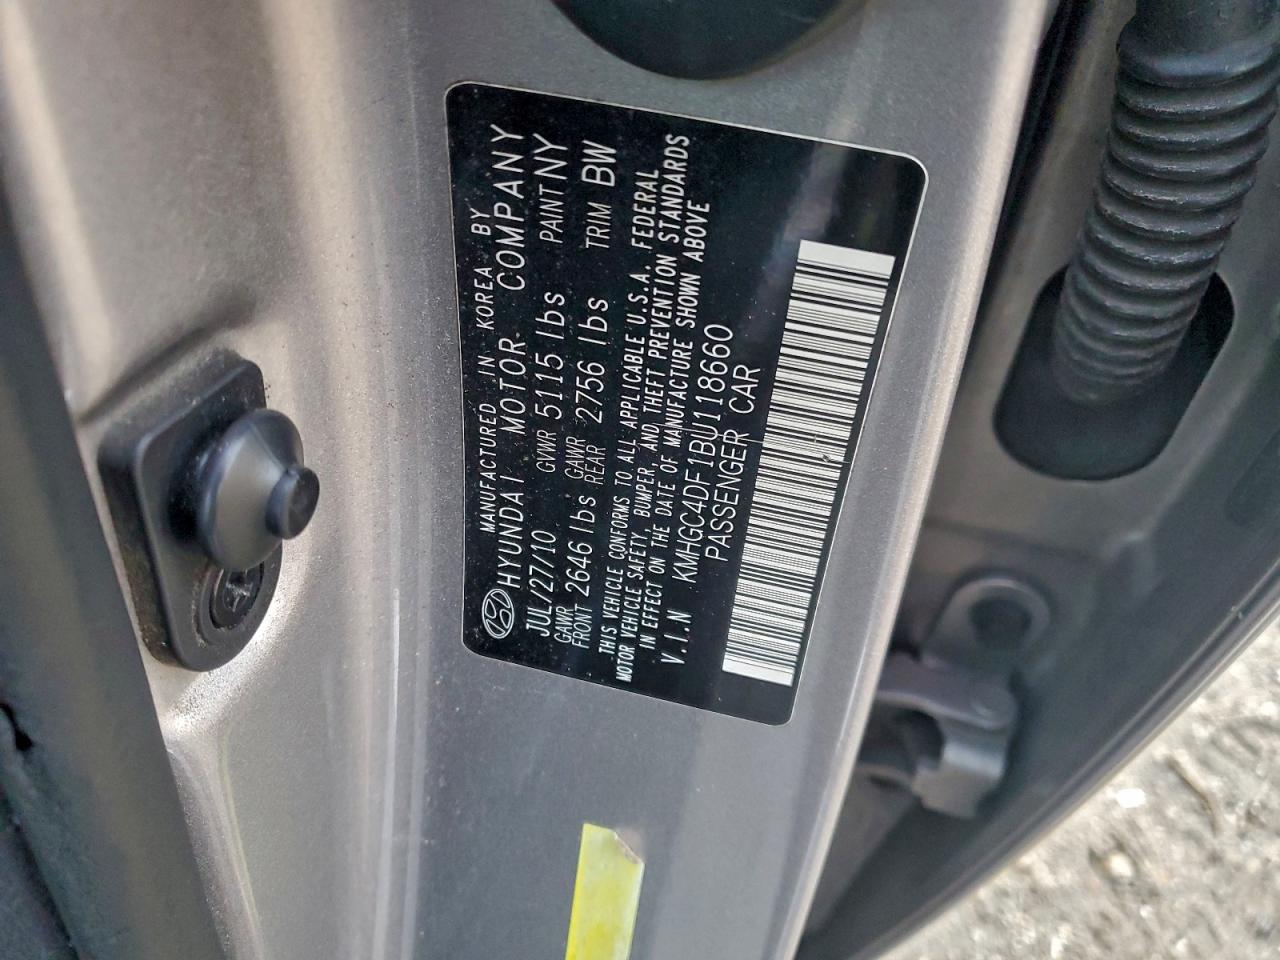 MANUFACTURED IN KOREA BY
HYUNDAI MOTOR COMPANY
JUL/27/10 GVWR 5115 lbs PAINT NY
GAWR FRONT 2646 lbs GAWR REAR 2756 lbs TRIM BW
THIS VEHICLE CONFORMS TO ALL APPLICABLE U.S.A. FEDERAL
MOTOR VEHICLE SAFETY, BUMPER, AND THEFT PREVENTION STANDARDS
IN EFFECT ON THE DATE OF MANUFACTURE SHOWN ABOVE
V.I.N KMHGC4DF1BU118660
PASSENGER CAR